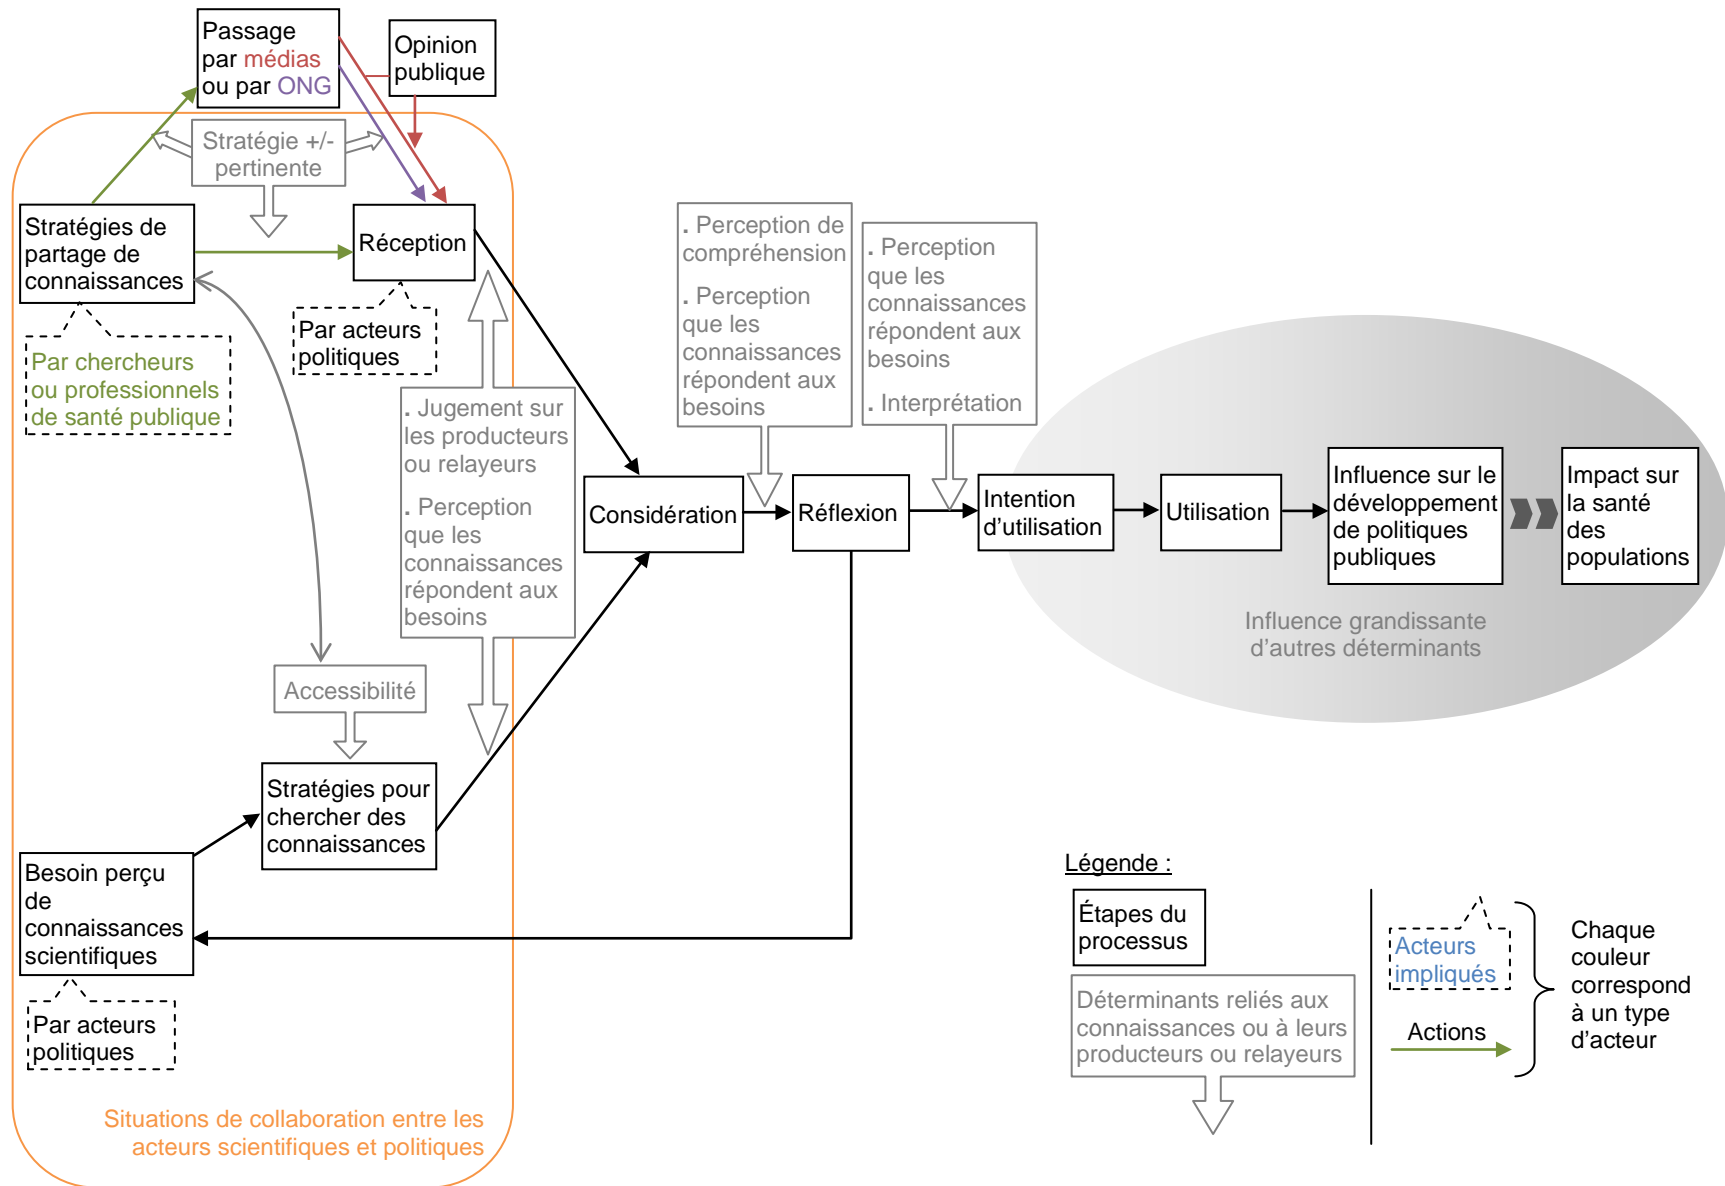 Passage
par médias
ou par ONG
Opinion
publique
Stratégie +/-
pertinente
Stratégies de
partage de
connaissances
Réception
Par chercheurs
ou professionnels
de santé publique
Par acteurs
politiques
. Jugement sur
les producteurs
ou relayeurs
. Perception
que les
connaissances
répondent aux
besoins
. Perception de
compréhension
. Perception
que les
connaissances
répondent aux
besoins
. Perception
que les
connaissances
répondent aux
besoins
. Interprétation
Considération
Réflexion
Intention
d’utilisation
Utilisation
Influence sur le
développement
de politiques
publiques
Impact sur
la santé
des
populations
Influence grandissante
d’autres déterminants
Accessibilité
Stratégies pour
chercher des
connaissances
Besoin perçu
de
connaissances
scientifiques
Par acteurs
politiques
Situations de collaboration entre les
acteurs scientifiques et politiques
Légende :
Étapes du
processus
Déterminants reliés aux
connaissances ou à leurs
producteurs ou relayeurs
Acteurs
impliqués
Actions
Chaque
couleur
correspond
à un type
d’acteur